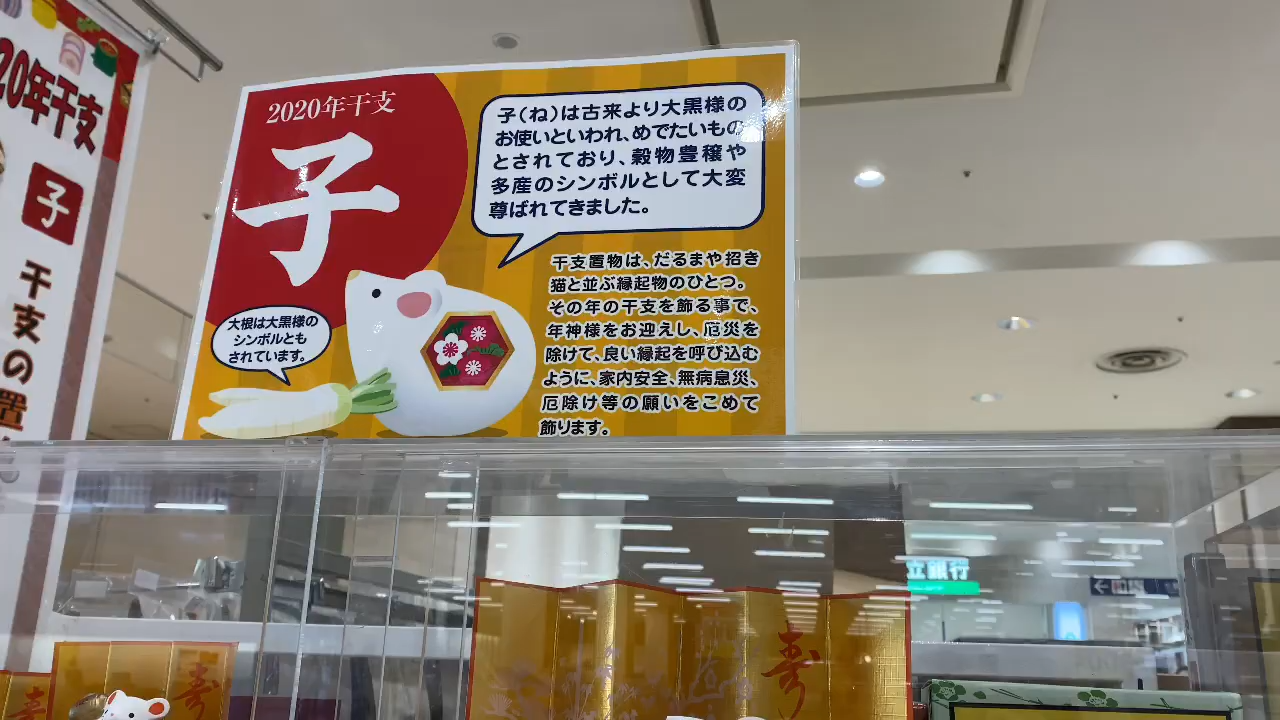 20年干支
子
干支の置
2020年干支
子
子(ね)は古来より大黒様の
お使いといわれ、めでたいもの
とされており、穀物豊穣や
多産のシンボルとして大変
尊ばれてきました。
大根は大黒様の
シンボルとも
されています。
干支置物は、だるまや招き
猫と並ぶ縁起物のひとつ。
その年の干支を飾る事で、
年神様をお迎えし、厄災を
除けて、良い縁起を呼び込む
ように、家内安全、無病息災、
厄除け等の願いをこめて
飾ります。
立銀行
寿
寿
寿